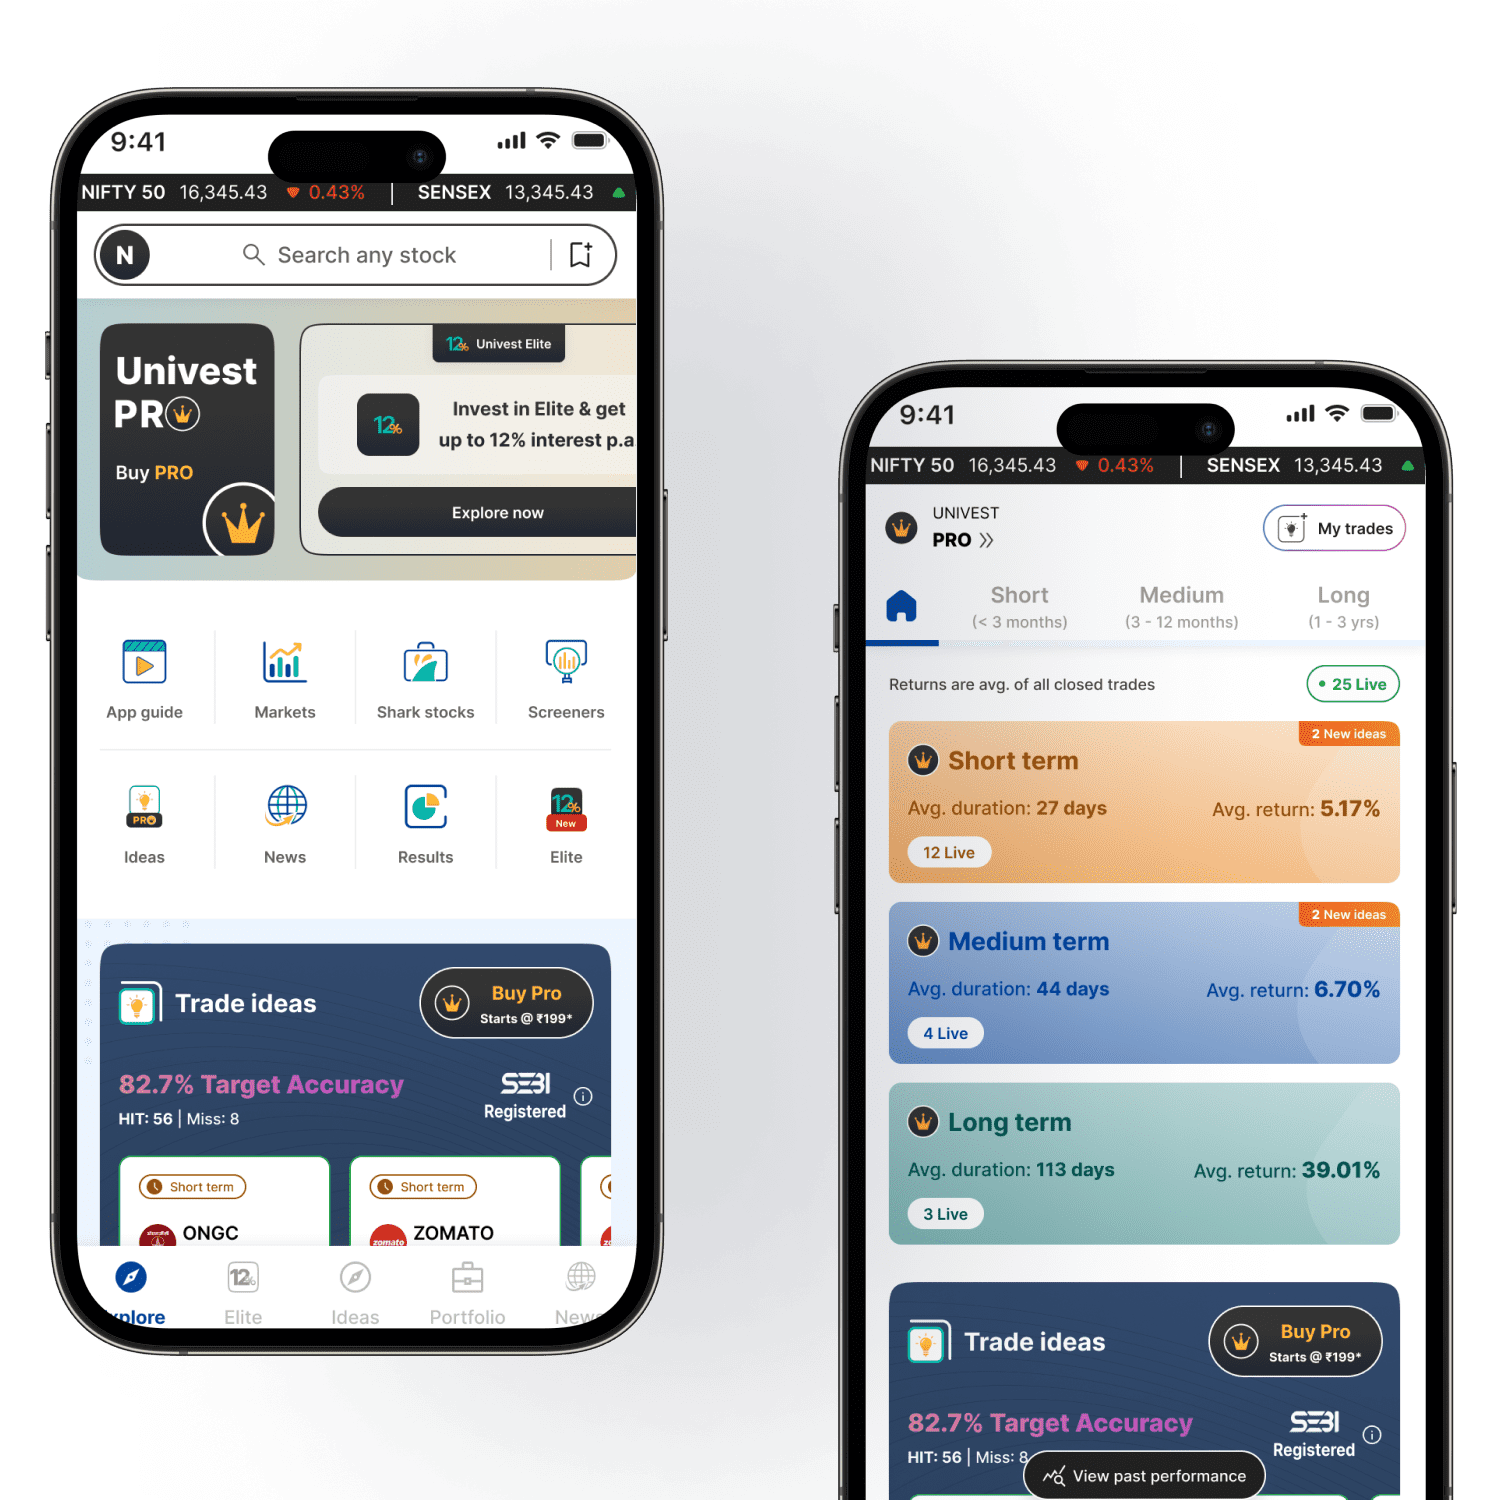 9:41
NIFTY 50 16,345.43 0.43% SENSEX 13,345.43
N Search any stock
Univest
PRO
Buy PRO
12% Univest Elite
12%
Invest in Elite & get
up to 12% interest p.a
Explore now
App guide Markets Shark stocks Screeners
PRO
12%
New
Ideas News Results Elite
Trade ideas
Buy Pro
Starts @ ₹199*
82.7% Target Accuracy
HIT: 56 | Miss: 8
SEBI
Registered
Short term Short term
ONGC
zomato
ZOMATO
12%
xplore Elite Ideas Portfolio News
9:41
NIFTY 50 16,345.43 0.43% SENSEX 13,345.43
UNIVEST
PRO
My trades
Short Medium Long
(< 3 months) (3 - 12 months) (1 - 3 yrs)
Returns are avg. of all closed trades
25 Live
2 New ideas
Short term
Avg. duration: 27 days Avg. return: 5.17%
12 Live
2 New ideas
Medium term
Avg. duration: 44 days Avg. return: 6.70%
4 Live
Long term
Avg. duration: 113 days Avg. return: 39.01%
3 Live
Trade ideas
Buy Pro
Starts @ ₹199*
82.7% Target Accuracy
HIT: 56 | Miss: 8
SEBI
Registered
View past performance